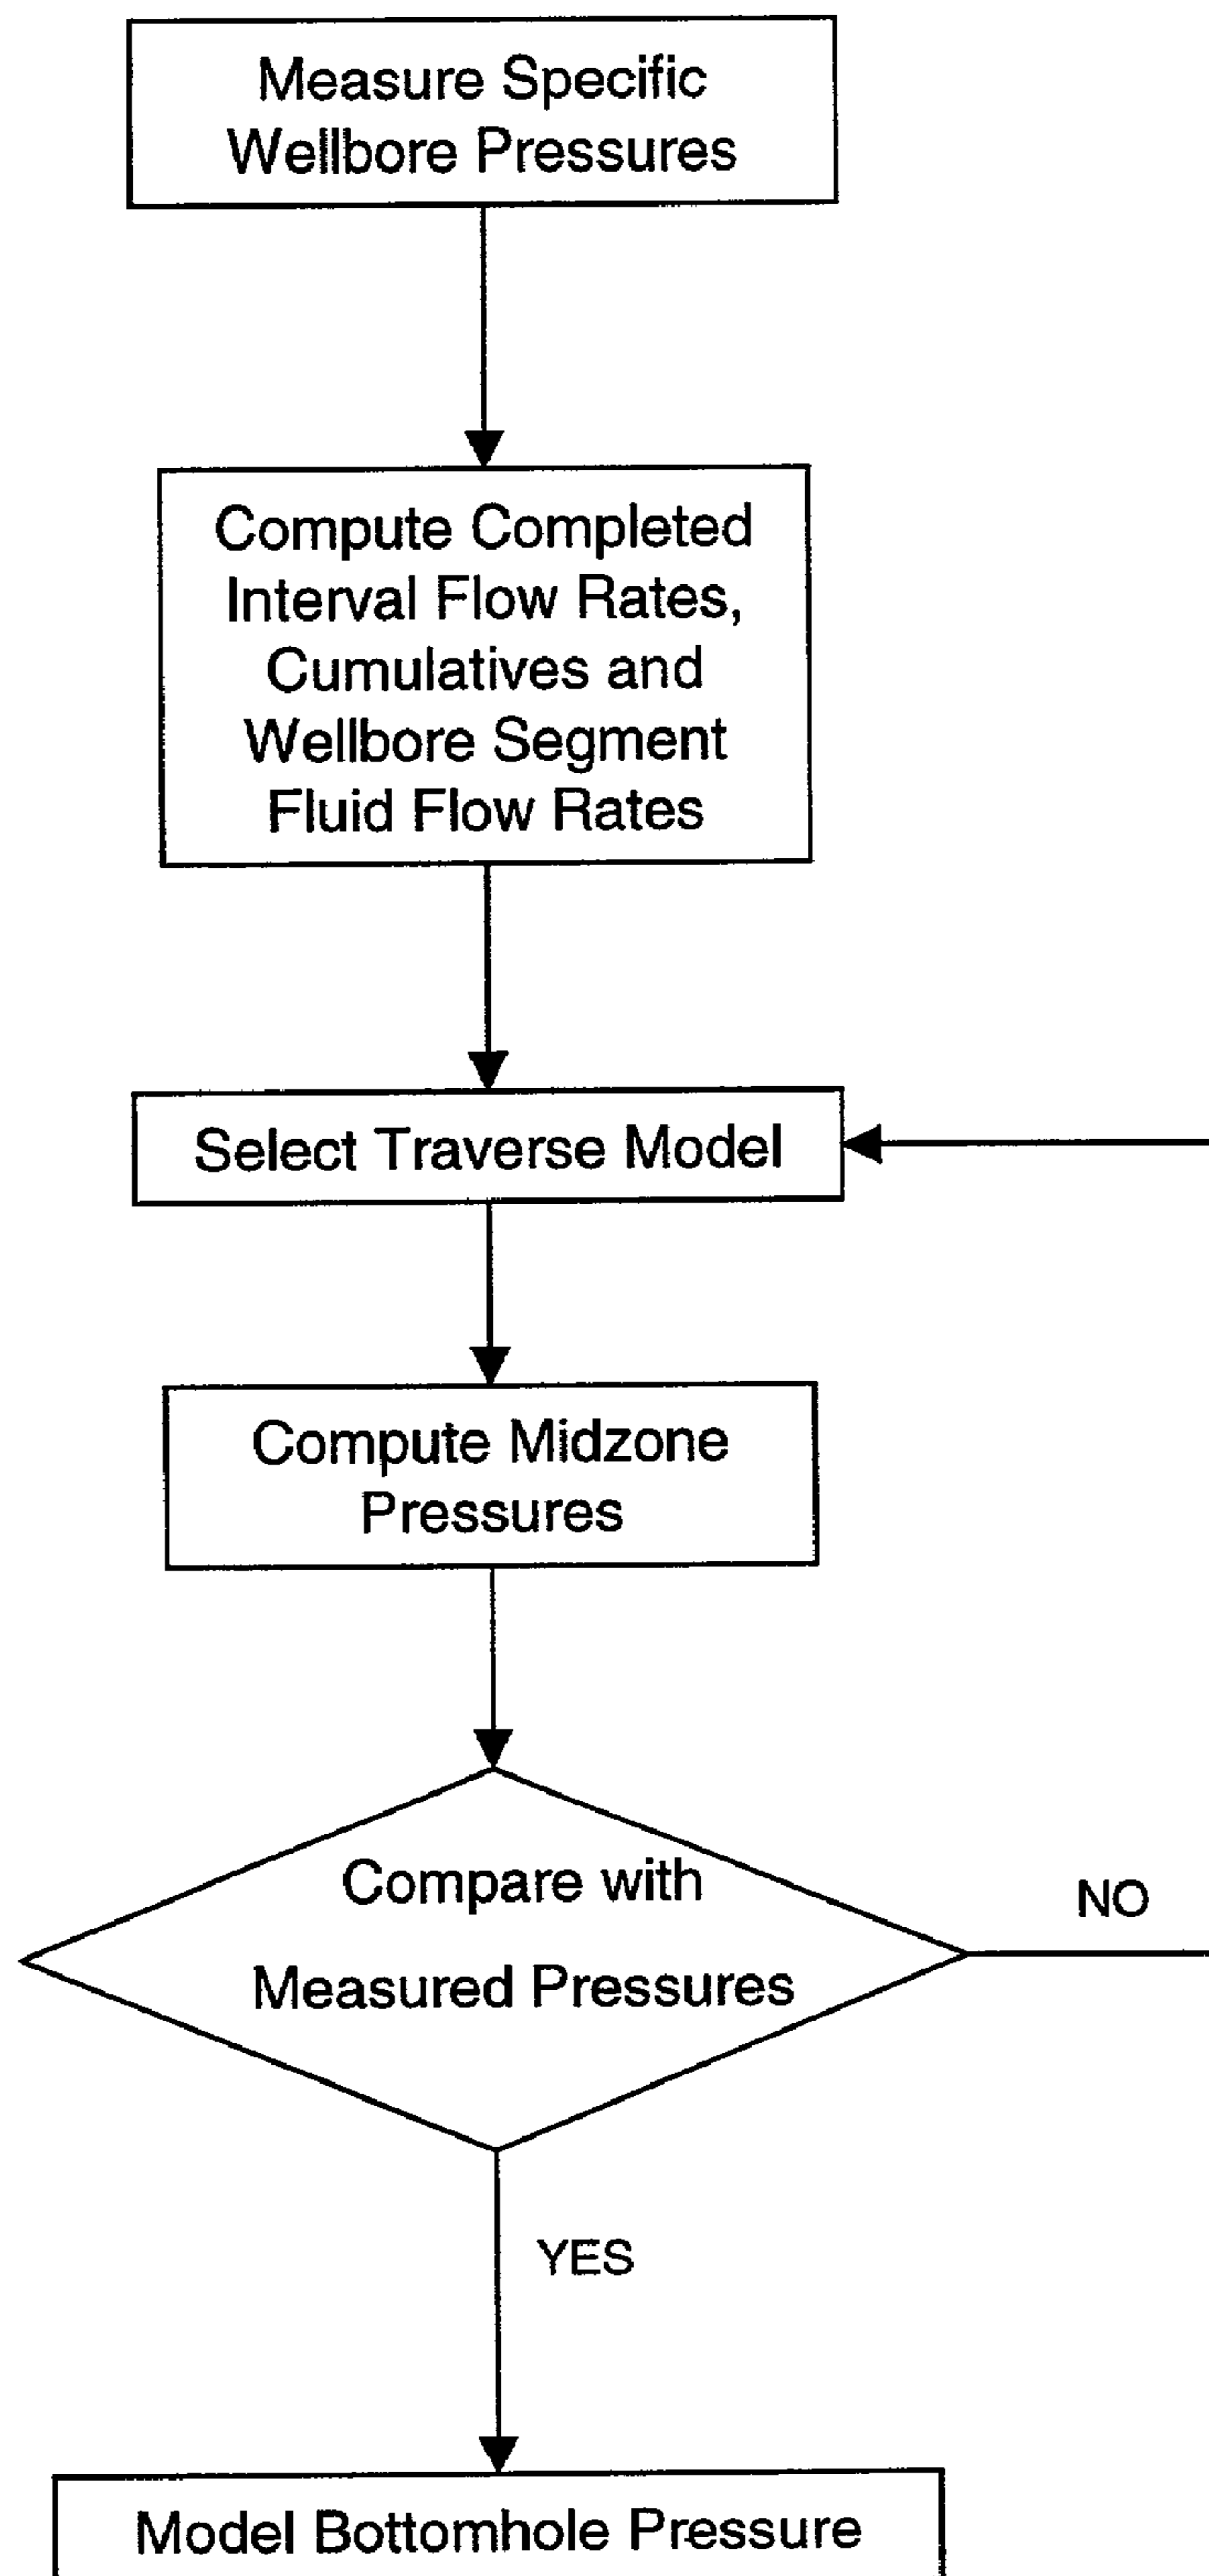 Measure Specific
Wellbore Pressures
Compute Completed
Interval Flow Rates,
Cumulatives and
Wellbore Segment
Fluid Flow Rates
Select Traverse Model
Compute Midzone
Pressures
Compare with
Measured Pressures
NO
YES
Model Bottomhole Pressure